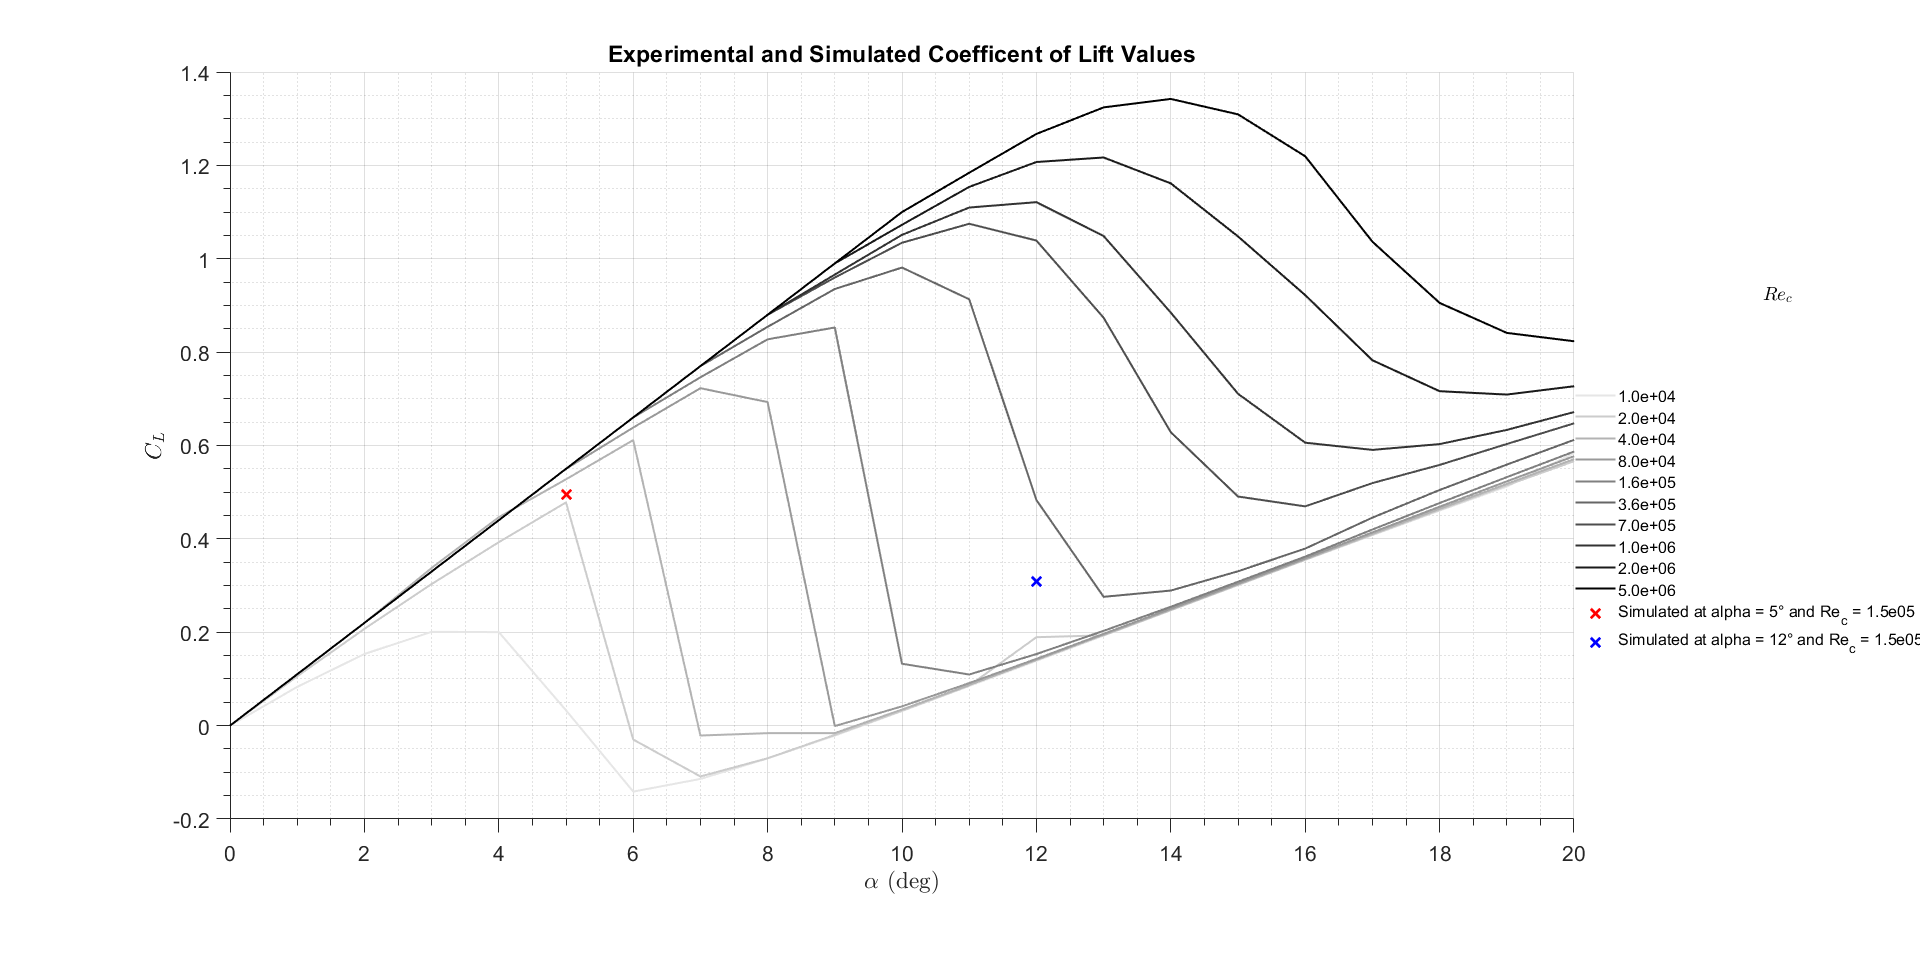 Experimental and Simulated Coefficent of Lift Values
1.4
1.2
1
0.8
0.6
0.4
0.2
0
-0.2
C_L
0 2 4 6 8 10 12 14 16 18 20
α (deg)
Re_c
1.0e+04
2.0e+04
4.0e+04
8.0e+04
1.6e+05
3.6e+05
7.0e+05
1.0e+06
2.0e+06
5.0e+06
Simulated at alpha = 5° and Re_c = 1.5e05
Simulated at alpha = 12° and Re_c = 1.5e05